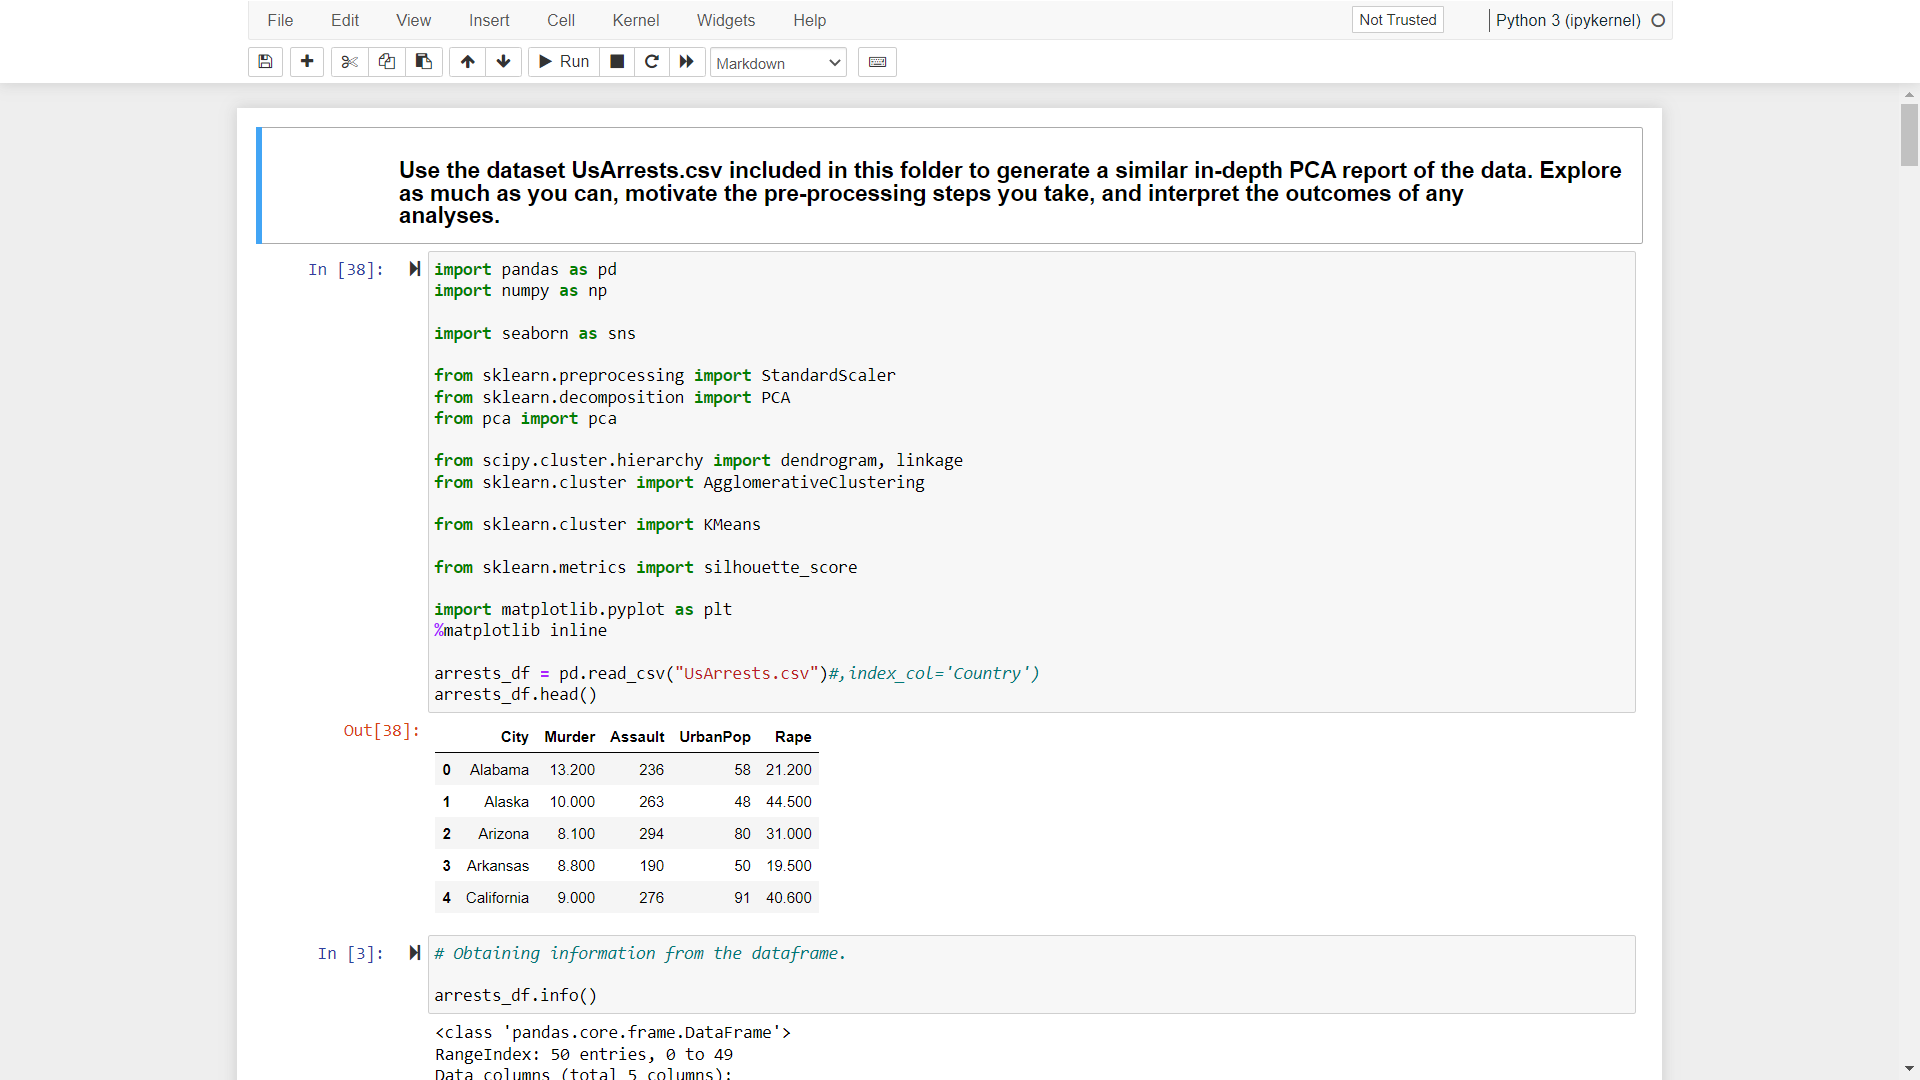 File Edit View Insert Cell Kernel Widgets Help Not Trusted Python 3 (ipykernel)
Run Markdown
Use the dataset UsArrests.csv included in this folder to generate a similar in-depth PCA report of the data. Explore
as much as you can, motivate the pre-processing steps you take, and interpret the outcomes of any
analyses.
In [38]: import pandas as pd
import numpy as np
import seaborn as sns
from sklearn.preprocessing import StandardScaler
from sklearn.decomposition import PCA
from pca import pca
from scipy.cluster.hierarchy import dendrogram, linkage
from sklearn.cluster import AgglomerativeClustering
from sklearn.cluster import KMeans
from sklearn.metrics import silhouette_score
import matplotlib.pyplot as plt
%matplotlib inline
arrests_df = pd.read_csv("UsArrests.csv")#,index_col='Country')
arrests_df.head()
Out[38]:
City Murder Assault UrbanPop Rape
0 Alabama 13.200 236 58 21.200
1 Alaska 10.000 263 48 44.500
2 Arizona 8.100 294 80 31.000
3 Arkansas 8.800 190 50 19.500
4 California 9.000 276 91 40.600
In [3]: # Obtaining information from the dataframe.
arrests_df.info()
<class 'pandas.core.frame.DataFrame'>
RangeIndex: 50 entries, 0 to 49
Data columns (total 5 columns):